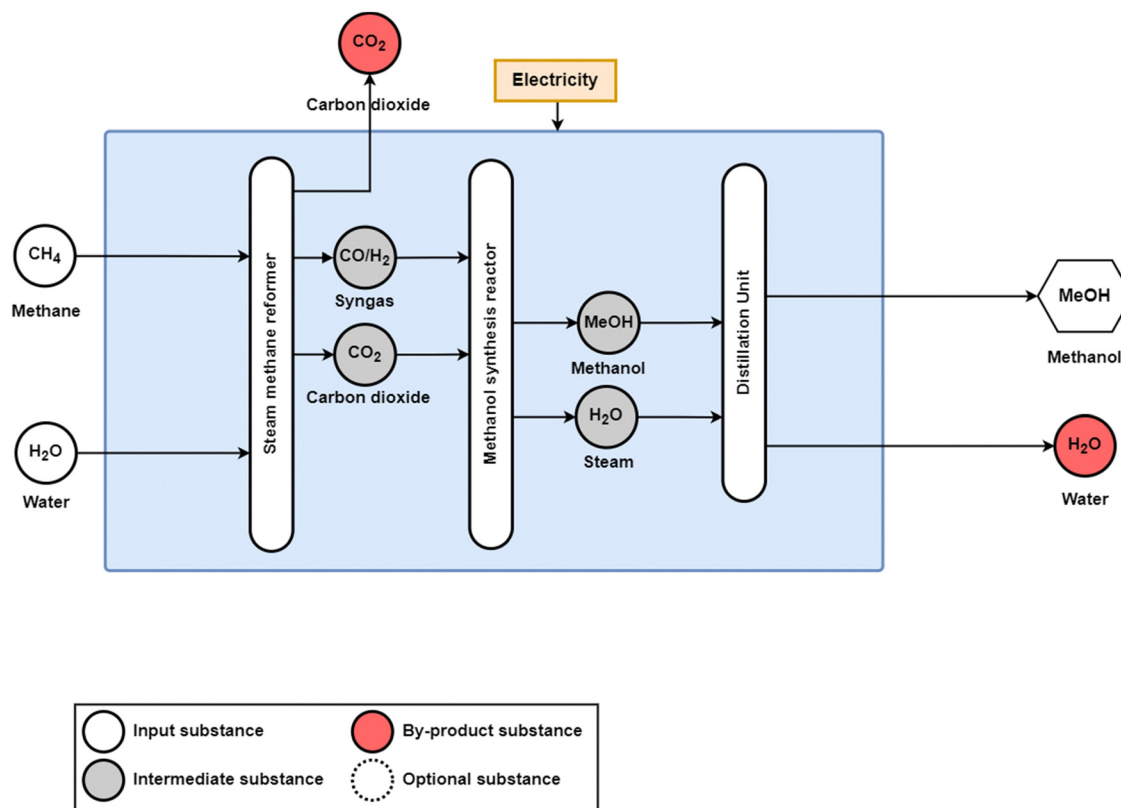 CO₂
Carbon dioxide
Electricity
CH₄
Methane
H₂O
Water
Steam methane reformer
CO/H₂
Syngas
CO₂
Carbon dioxide
Methanol synthesis reactor
MeOH
Methanol
H₂O
Steam
Distillation Unit
MeOH
Methanol
H₂O
Water
Input substance
By-product substance
Intermediate substance
Optional substance